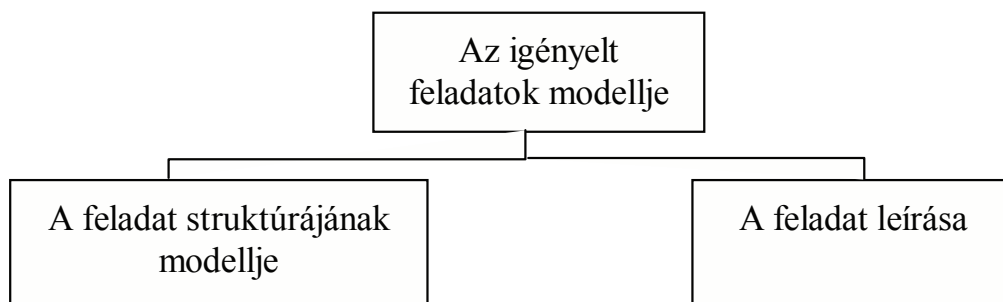 Az igényelt
feladatok modellje
A feladat struktúrájának
modellje
A feladat leírása